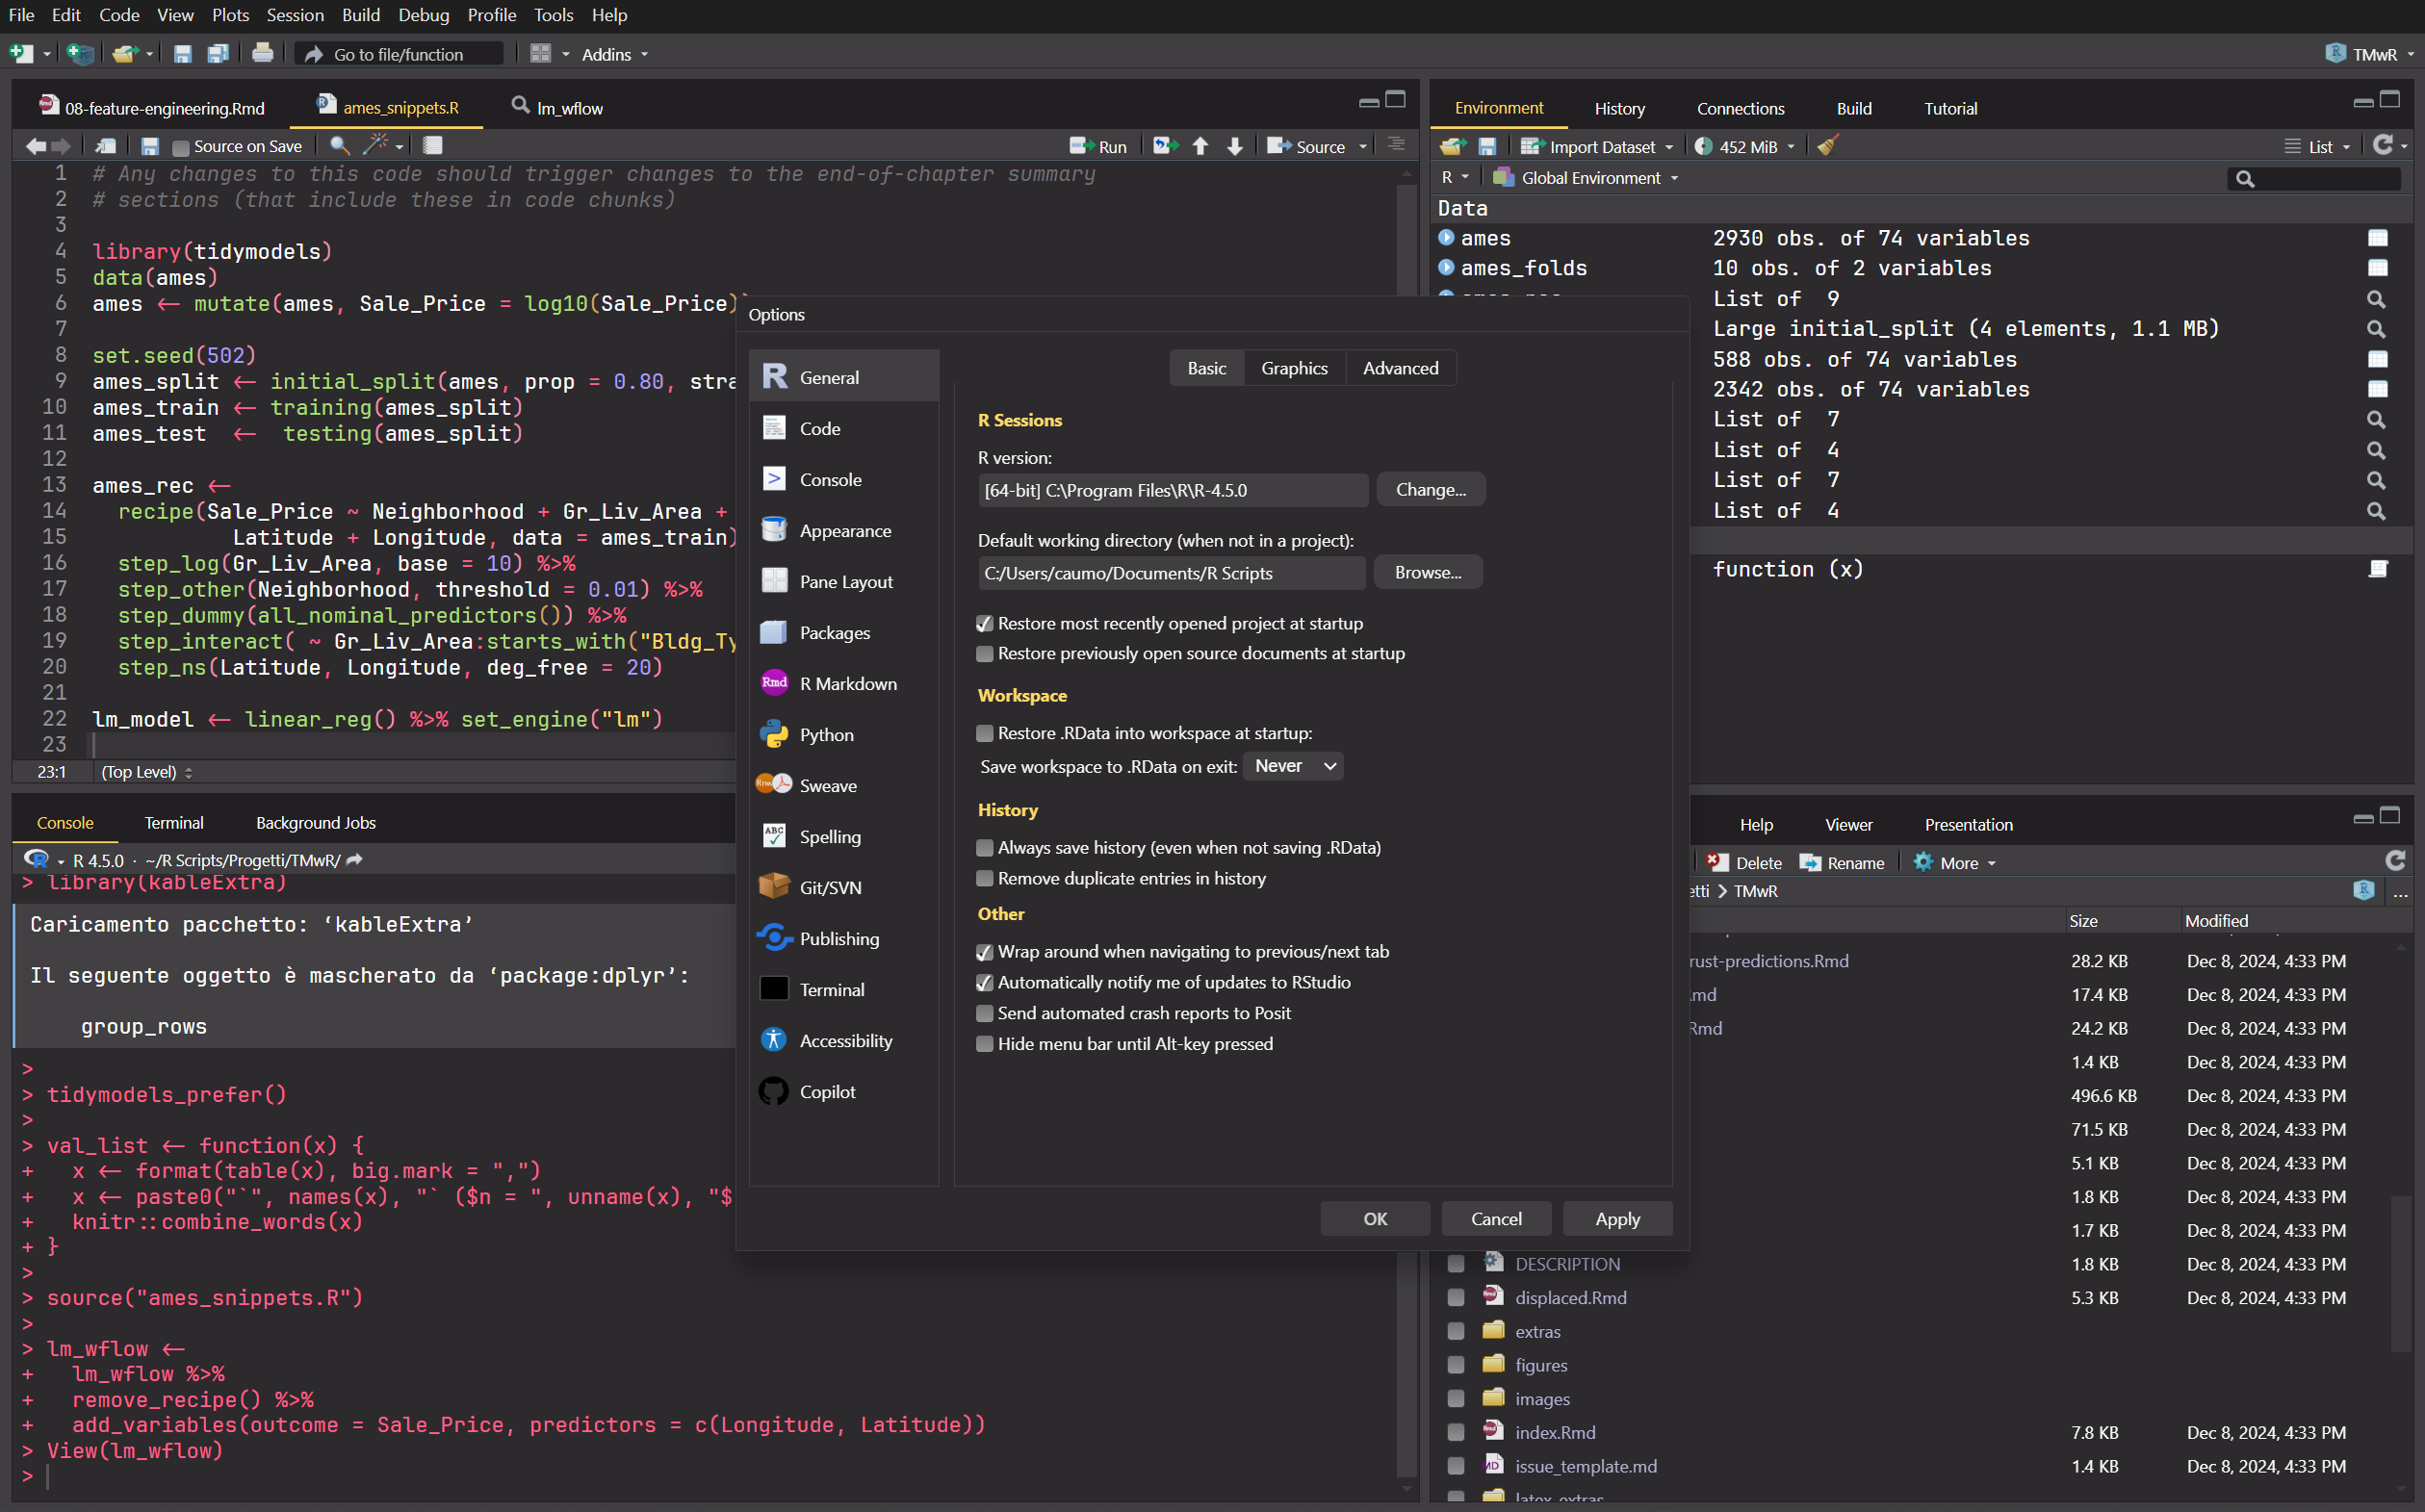 File Edit Code View Plots Session Build Debug Profile Tools Help
Go to file/function Addins TMwR
08-feature-engineering.Rmd ames_snippets.R lm_wflow
Source on Save Run Source
1 # Any changes to this code should trigger changes to the end-of-chapter summary
2 # sections (that include these in code chunks)
3
4 library(tidymodels)
5 data(ames)
6 ames <- mutate(ames, Sale_Price = log10(Sale_Price)
7
8 set.seed(502)
9 ames_split <- initial_split(ames, prop = 0.80, stra
10 ames_train <- training(ames_split)
11 ames_test <- testing(ames_split)
12
13 ames_rec <-
14 recipe(Sale_Price ~ Neighborhood + Gr_Liv_Area +
15 Latitude + Longitude, data = ames_train)
16 step_log(Gr_Liv_Area, base = 10) %>%
17 step_other(Neighborhood, threshold = 0.01) %>%
18 step_dummy(all_nominal_predictors()) %>%
19 step_interact( ~ Gr_Liv_Area:starts_with("Bldg_Ty
20 step_ns(Latitude, Longitude, deg_free = 20)
21
22 lm_model <- linear_reg() %>% set_engine("lm")
23
23:1 (Top Level)
Console Terminal Background Jobs
R 4.5.0 · ~/R Scripts/Progetti/TMwR/
> library(kableExtra)
Caricamento pacchetto: ‘kableExtra’
Il seguente oggetto è mascherato da ‘package:dplyr’:
group_rows
>
> tidymodels_prefer()
>
> val_list <- function(x) {
+ x <- format(table(x), big.mark = ",")
+ x <- paste0("`", names(x), "` ($n = ", unname(x), "$
+ knitr::combine_words(x)
+ }
>
> source("ames_snippets.R")
>
> lm_wflow <-
+ lm_wflow %>%
+ remove_recipe() %>%
+ add_variables(outcome = Sale_Price, predictors = c(Longitude, Latitude))
> View(lm_wflow)
>
Options
General
Code
Console
Appearance
Pane Layout
Packages
Rmd R Markdown
Python
Sweave
ABC Spelling
Git/SVN
Publishing
Terminal
Accessibility
Copilot
Basic Graphics Advanced
R Sessions
R version:
[64-bit] C:\Program Files\R\R-4.5.0 Change...
Default working directory (when not in a project):
C:/Users/caumo/Documents/R Scripts Browse...
Restore most recently opened project at startup
Restore previously open source documents at startup
Workspace
Restore .RData into workspace at startup:
Save workspace to .RData on exit: Never
History
Always save history (even when not saving .RData)
Remove duplicate entries in history
Other
Wrap around when navigating to previous/next tab
Automatically notify me of updates to RStudio
Send automated crash reports to Posit
Hide menu bar until Alt-key pressed
OK Cancel Apply
Environment History Connections Build Tutorial
Import Dataset 452 MiB List
R Global Environment
Data
ames 2930 obs. of 74 variables
ames_folds 10 obs. of 2 variables
List of 9
Large initial_split (4 elements, 1.1 MB)
588 obs. of 74 variables
2342 obs. of 74 variables
List of 7
List of 4
List of 7
List of 4
function (x)
Help Viewer Presentation
Delete Rename More
etti > TMwR ...
Size Modified
rust-predictions.Rmd 28.2 KB Dec 8, 2024, 4:33 PM
.md 17.4 KB Dec 8, 2024, 4:33 PM
Rmd 24.2 KB Dec 8, 2024, 4:33 PM
1.4 KB Dec 8, 2024, 4:33 PM
496.6 KB Dec 8, 2024, 4:33 PM
71.5 KB Dec 8, 2024, 4:33 PM
5.1 KB Dec 8, 2024, 4:33 PM
1.8 KB Dec 8, 2024, 4:33 PM
1.7 KB Dec 8, 2024, 4:33 PM
DESCRIPTION 1.8 KB Dec 8, 2024, 4:33 PM
displaced.Rmd 5.3 KB Dec 8, 2024, 4:33 PM
extras
figures
images
index.Rmd 7.8 KB Dec 8, 2024, 4:33 PM
issue_template.md 1.4 KB Dec 8, 2024, 4:33 PM